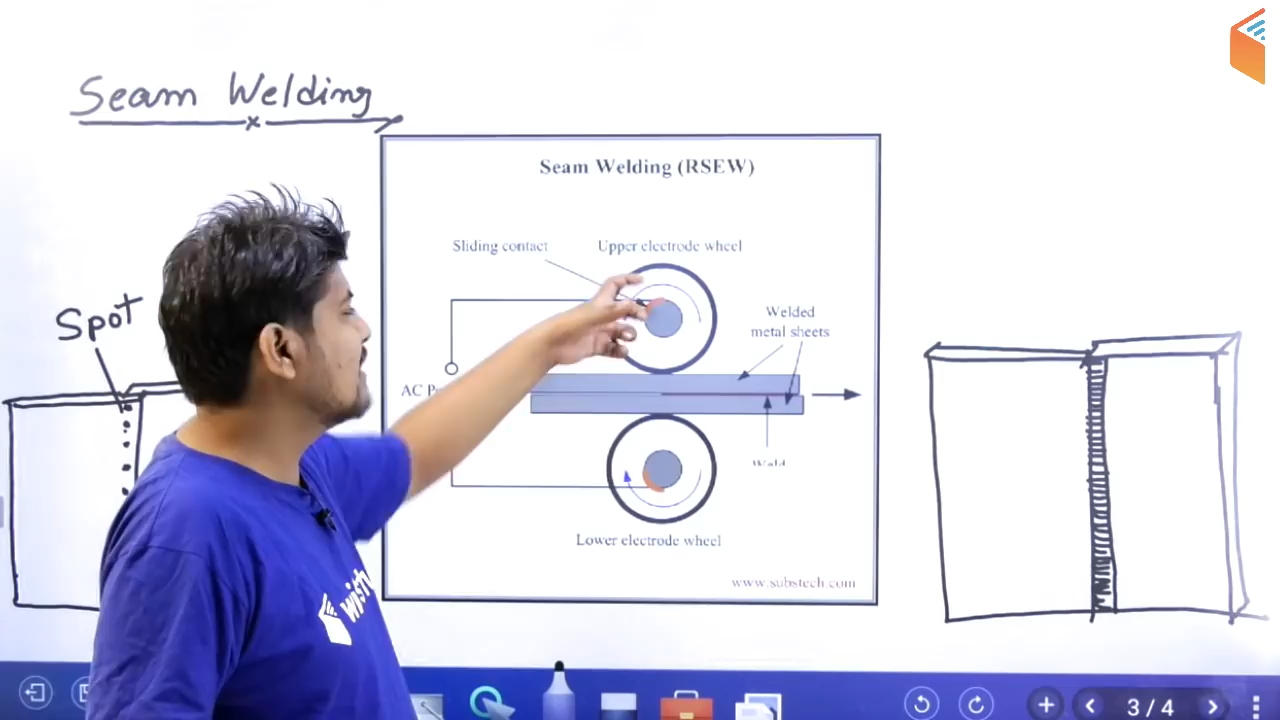 Seam Welding
Seam Welding (RSEW)
Sliding contact
Upper electrode wheel
Spot
Welded
metal sheets
AC
Weld
Lower electrode wheel
www.substech.com
3 / 4